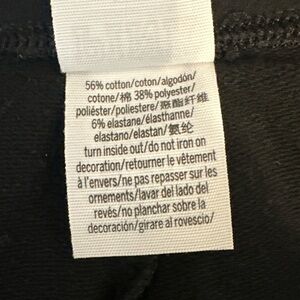 56% cotton/coton/algodón/
cotone/棉 38% polyester/
poliéster/poliestere/聚酯纤维
6% elastane/élasthanne/
elastano/elastan/氨纶
turn inside out/do not iron on
decoration/retourner le vêtement
à l'envers/ne pas repasser sur les
ornements/lavar del lado del
revés/no planchar sobre la
decoración/girare al rovescio/